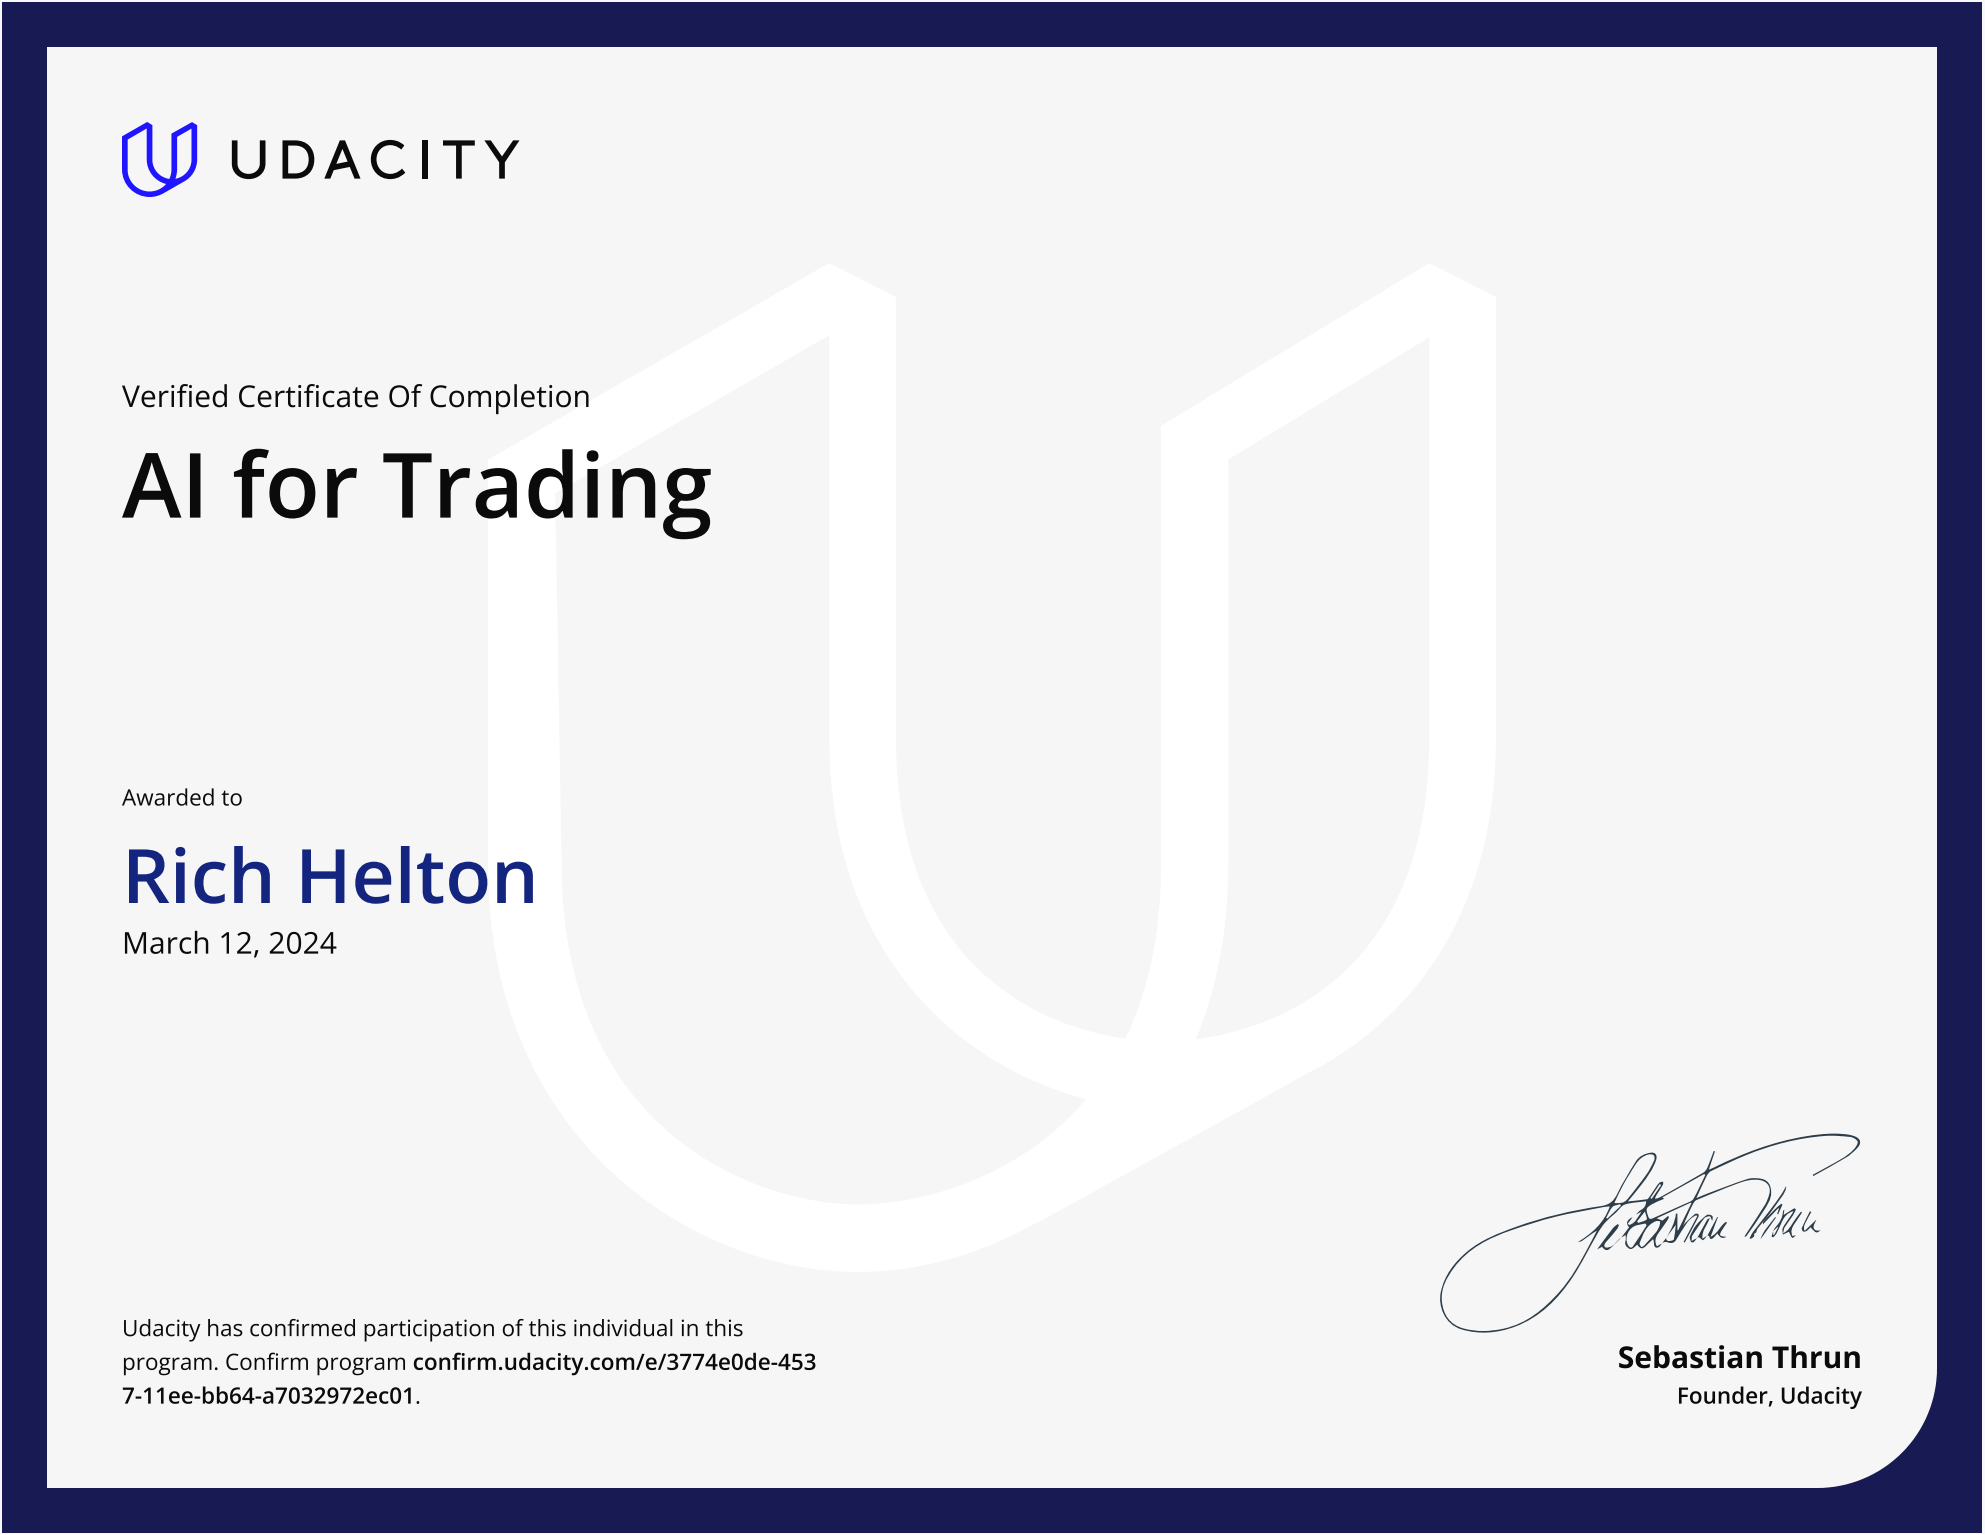 UDACITY
Verified Certificate Of Completion
AI for Trading
Awarded to
Rich Helton
March 12, 2024
Udacity has confirmed participation of this individual in this
program. Confirm program confirm.udacity.com/e/3774e0de-453
7-11ee-bb64-a7032972ec01.
Sebastian Thrun
Sebastian Thrun
Founder, Udacity